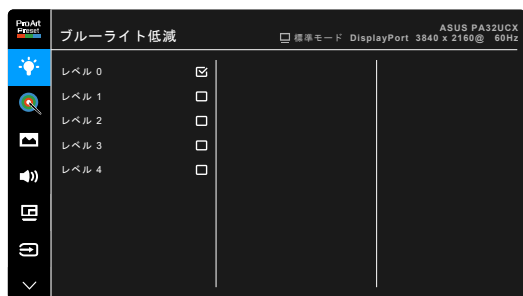 ProArt
Preset
ブルーライト低減
ASUS PA32UCX
標準モード DisplayPort 3840 x 2160@ 60Hz
レベル 0
レベル 1
レベル 2
レベル 3
レベル 4